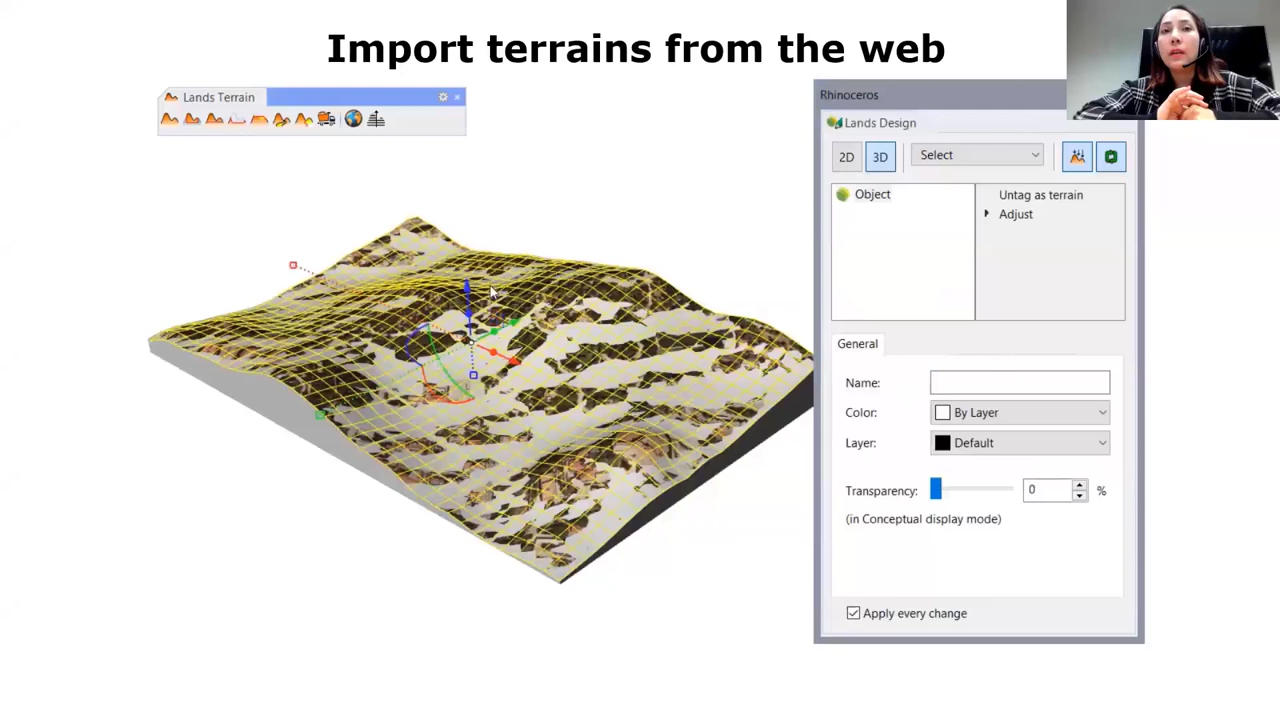 Import terrains from the web
Lands Terrain
Rhinoceros
Lands Design
2D
3D
Select
Object
Untag as terrain
Adjust
General
Name:
Color:
By Layer
Layer:
Default
Transparency:
0
%
(in Conceptual display mode)
Apply every change